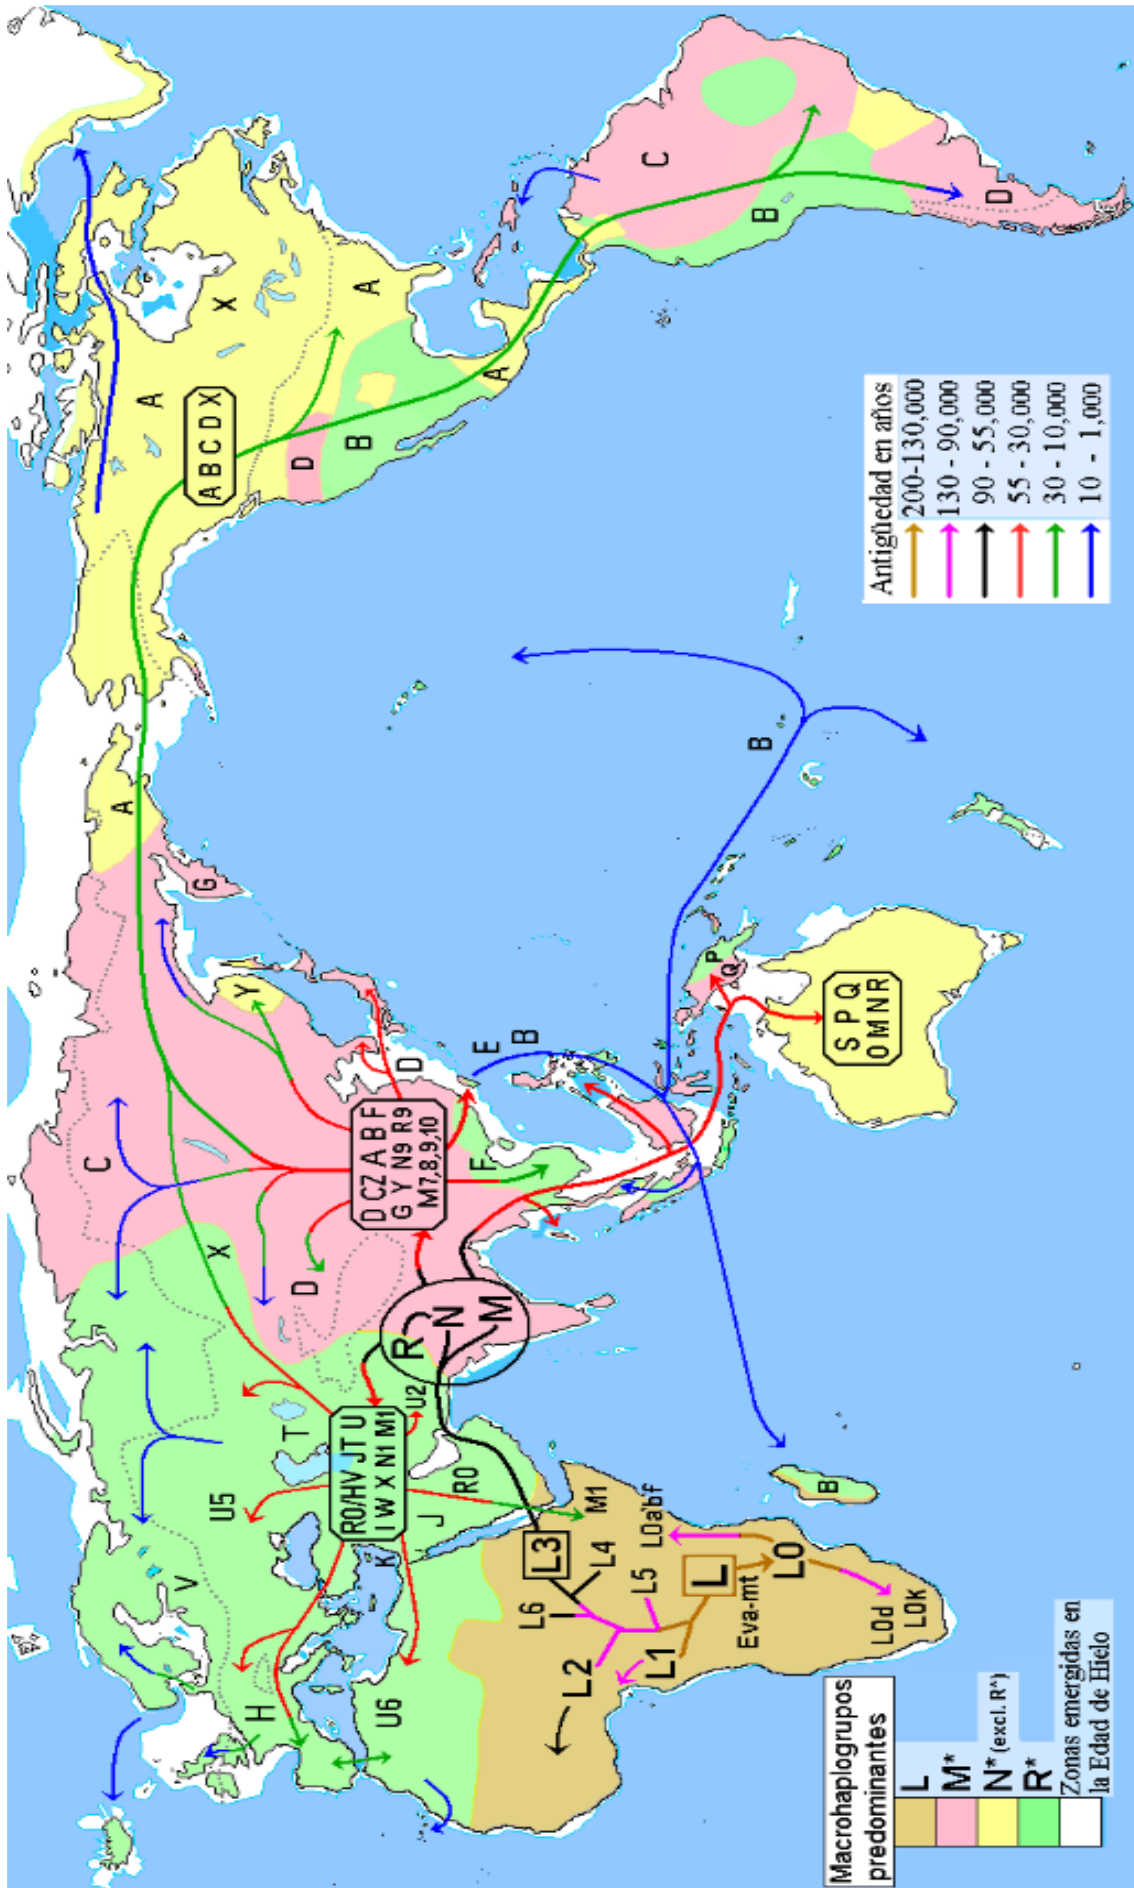 A
X
A
A
A B C D X
A
D
B
A
C
B
D
A
G
Y
C
X
D
D
E
B
F
D CZ A B F
G Y N9 R9
M7,8,9,10
R
N
M
B
P
Q
S P Q
O M N R
V
U5
T
H
R0/HV JT U
I W X N1 M1
U2
K
J
R0
U6
M1
L3
L4
L6
L5
L0a'bf
L2
L1
L
Eva-mt
L0
L0d
L0k
B
Macrohaplogrupos
predominantes
L
M*
N* (excl. R^)
R*
Zonas emergidas en
la Edad de Hielo
Antigüedad en años
200-130,000
130 - 90,000
90 - 55,000
55 - 30,000
30 - 10,000
10 - 1,000